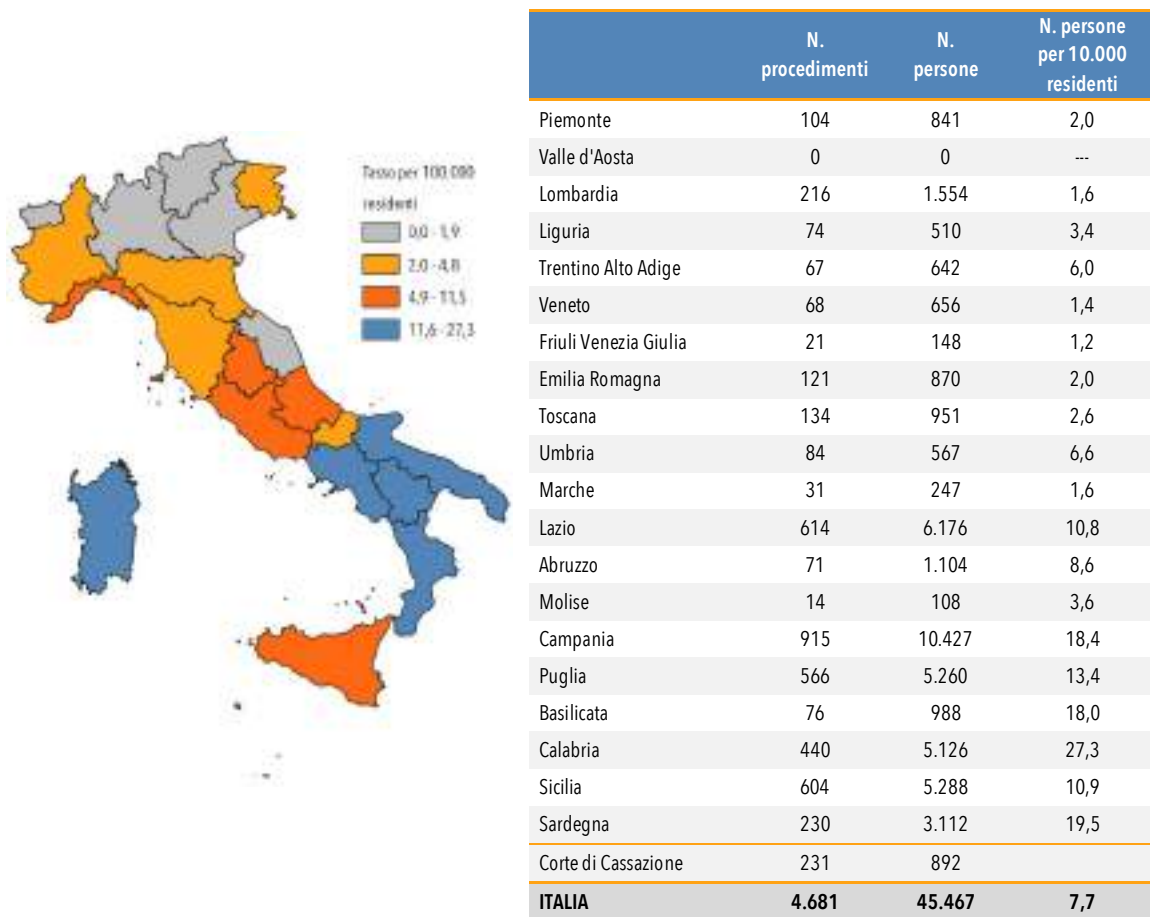 Tasso per 100.000
residenti
0,0 - 1,9
2,0 - 4,8
4,9 - 11,5
11,6 - 27,3
N. procedimenti N. persone N. persone per 10.000 residenti
Piemonte 104 841 2,0
Valle d'Aosta 0 0 ---
Lombardia 216 1.554 1,6
Liguria 74 510 3,4
Trentino Alto Adige 67 642 6,0
Veneto 68 656 1,4
Friuli Venezia Giulia 21 148 1,2
Emilia Romagna 121 870 2,0
Toscana 134 951 2,6
Umbria 84 567 6,6
Marche 31 247 1,6
Lazio 614 6.176 10,8
Abruzzo 71 1.104 8,6
Molise 14 108 3,6
Campania 915 10.427 18,4
Puglia 566 5.260 13,4
Basilicata 76 988 18,0
Calabria 440 5.126 27,3
Sicilia 604 5.288 10,9
Sardegna 230 3.112 19,5
Corte di Cassazione 231 892
ITALIA 4.681 45.467 7,7